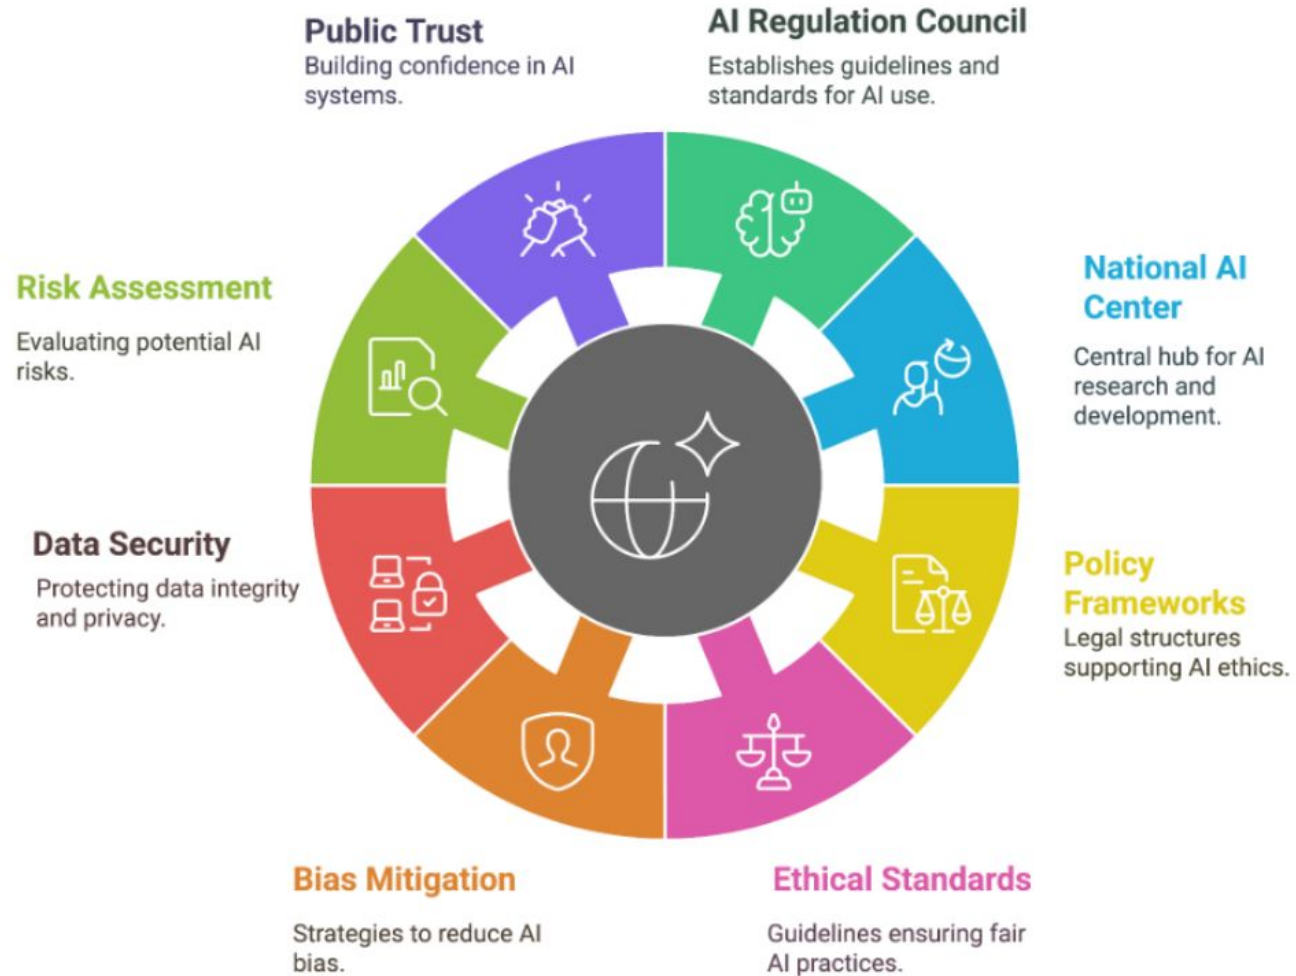 Public Trust
Building confidence in AI
systems.
AI Regulation Council
Establishes guidelines and
standards for AI use.
National AI
Center
Central hub for AI
research and
development.
Policy
Frameworks
Legal structures
supporting AI ethics.
Ethical Standards
Guidelines ensuring fair
AI practices.
Bias Mitigation
Strategies to reduce AI
bias.
Data Security
Protecting data integrity
and privacy.
Risk Assessment
Evaluating potential AI
risks.